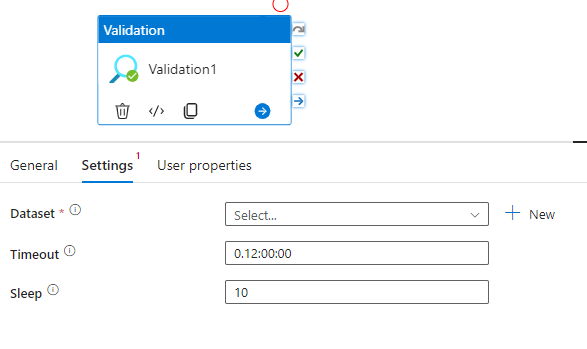 Validation
Validation1
General Settings 1 User properties
Dataset * Select... New
Timeout 0.12:00:00
Sleep 10